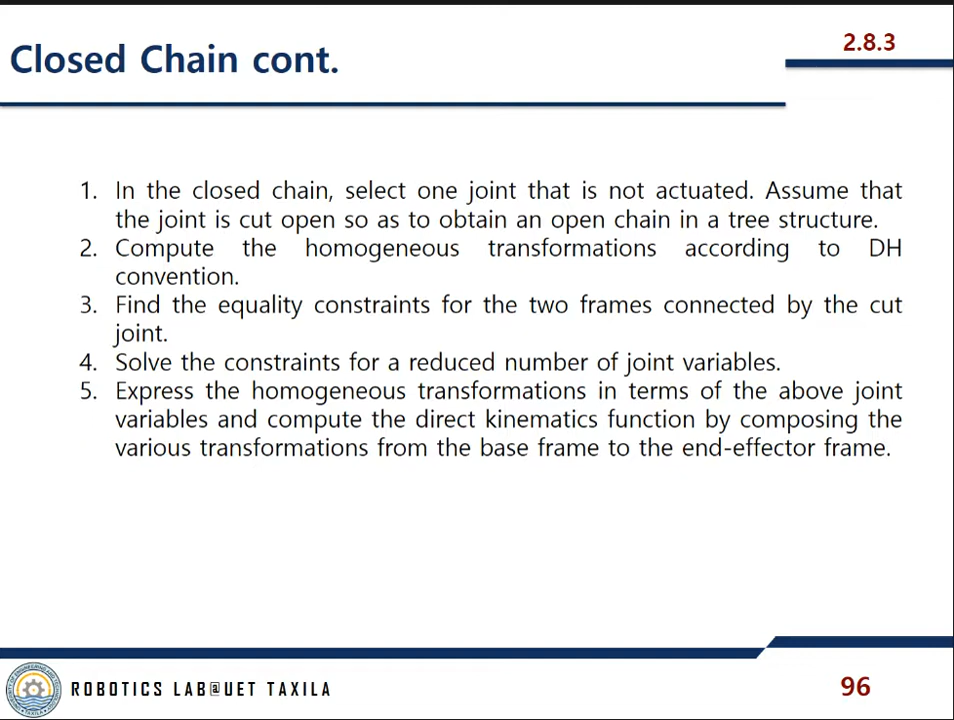 2.8.3
Closed Chain cont.
1. In the closed chain, select one joint that is not actuated. Assume that
the joint is cut open so as to obtain an open chain in a tree structure.
2. Compute the homogeneous transformations according to DH
convention.
3. Find the equality constraints for the two frames connected by the cut
joint.
4. Solve the constraints for a reduced number of joint variables.
5. Express the homogeneous transformations in terms of the above joint
variables and compute the direct kinematics function by composing the
various transformations from the base frame to the end-effector frame.
ROBOTICS LAB@UET TAXILA
96